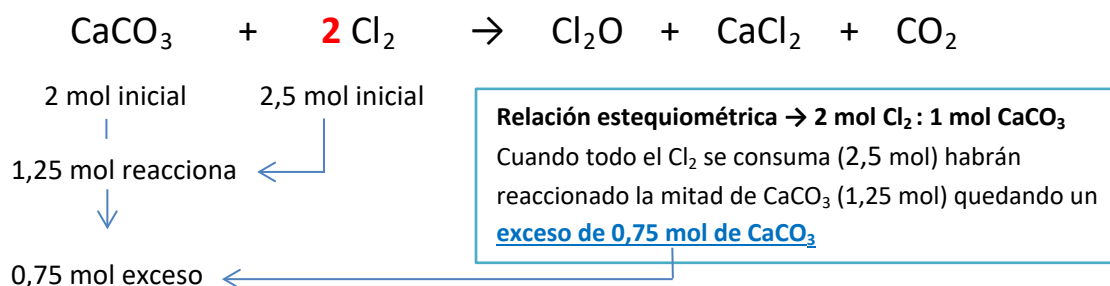 CaCO₃ + 2 Cl₂ → Cl₂O + CaCl₂ + CO₂
2 mol inicial 2,5 mol inicial
1,25 mol reacciona
0,75 mol exceso
Relación estequiométrica → 2 mol Cl₂ : 1 mol CaCO₃
Cuando todo el Cl₂ se consuma (2,5 mol) habrán
reaccionado la mitad de CaCO₃ (1,25 mol) quedando un
exceso de 0,75 mol de CaCO₃